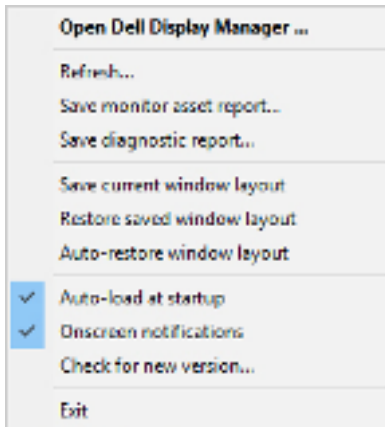 Open Dell Display Manager ...
Refresh...
Save monitor asset report...
Save diagnostic report...
Save current window layout
Restore saved window layout
Auto-restore window layout
Auto-load at startup
Onscreen notifications
Check for new version...
Exit